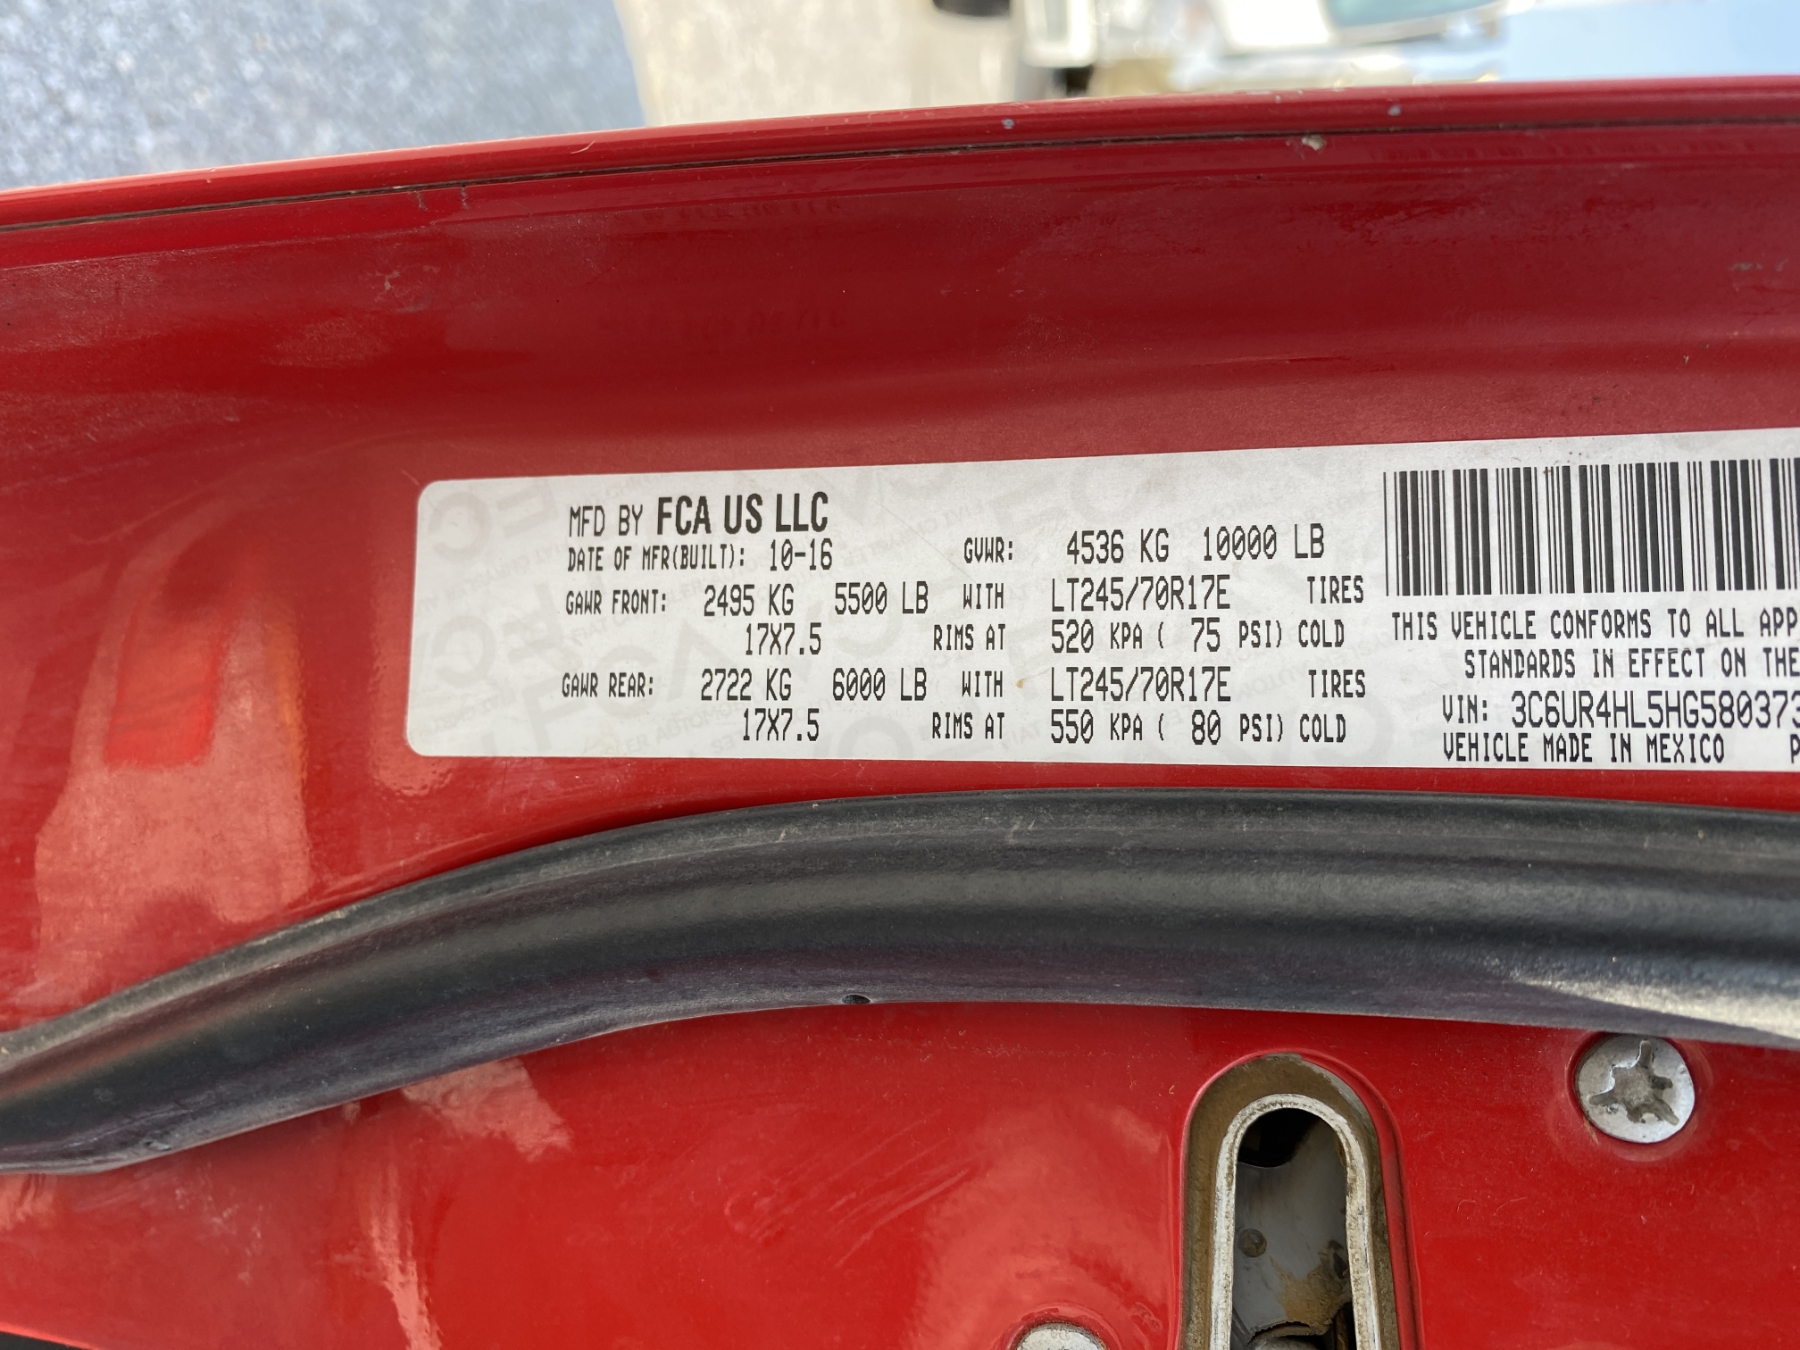 MFD BY FCA US LLC
DATE OF MFR(BUILT): 10-16 GVWR: 4536 KG 10000 LB
GAWR FRONT: 2495 KG 5500 LB WITH LT245/70R17E TIRES
17X7.5 RIMS AT 520 KPA ( 75 PSI) COLD
GAWR REAR: 2722 KG 6000 LB WITH LT245/70R17E TIRES
17X7.5 RIMS AT 550 KPA ( 80 PSI) COLD
THIS VEHICLE CONFORMS TO ALL APP
STANDARDS IN EFFECT ON THE
VIN: 3C6UR4HL5HG580373
VEHICLE MADE IN MEXICO